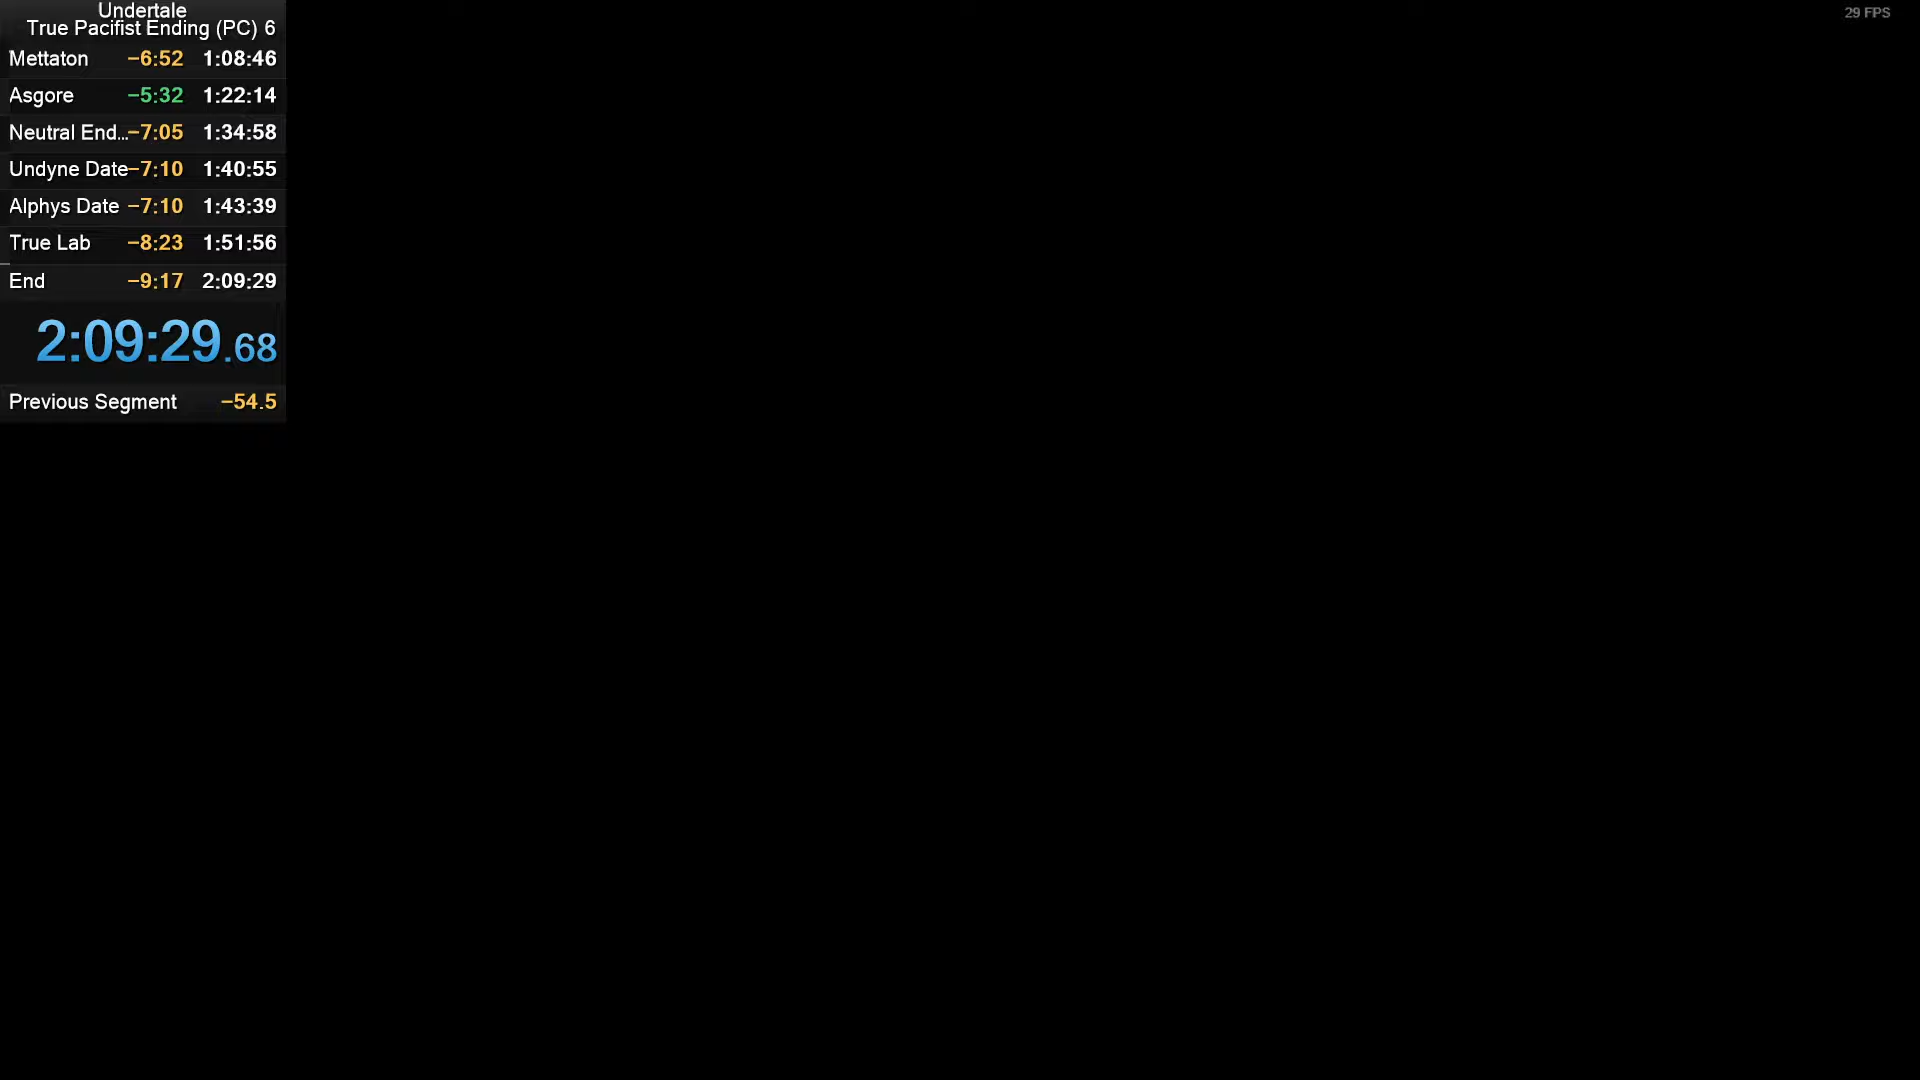 Undertale
True Pacifist Ending (PC) 6
Mettaton −6:52 1:08:46
Asgore −5:32 1:22:14
Neutral End... −7:05 1:34:58
Undyne Date −7:10 1:40:55
Alphys Date −7:10 1:43:39
True Lab −8:23 1:51:56
End −9:17 2:09:29
2:09:29.68
Previous Segment −54.5
29 FPS